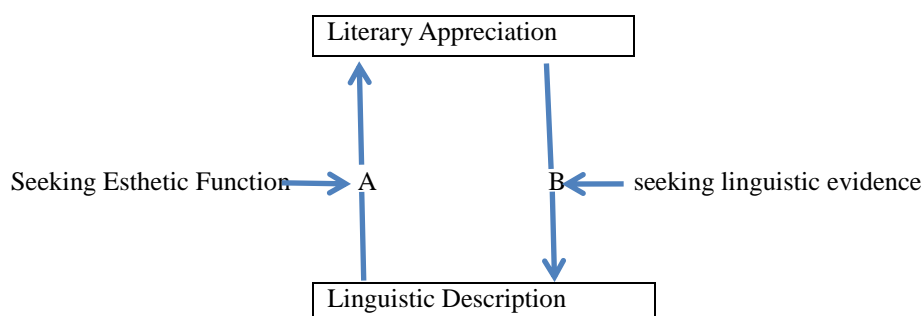 Literary Appreciation
Seeking Esthetic Function A B seeking linguistic evidence
Linguistic Description